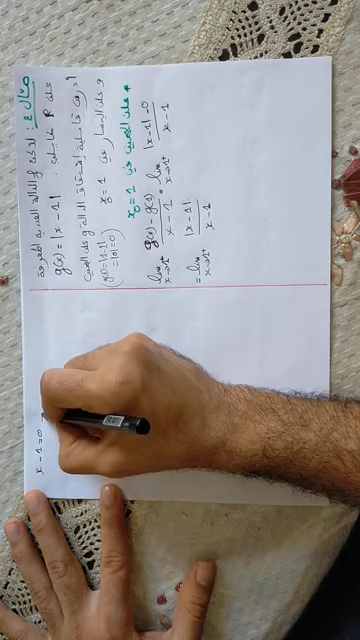 مثال 4: لتكن g الدالة العددية المعرفة
على R كما يلي: g(x) = |x - 1|
أدرس قابلية إشتقاق الدالة g على اليمين
و على اليسار في x₀ = 1
(g(1) = |1-1| = |0| = 0)
* على اليمين في x₀ = 1
lim x→1⁺ g(x) - g(1) / x - 1 = lim x→1⁺ |x-1| - 0 / x - 1
= lim x→1⁺ |x-1| / x - 1
x - 1 = 0